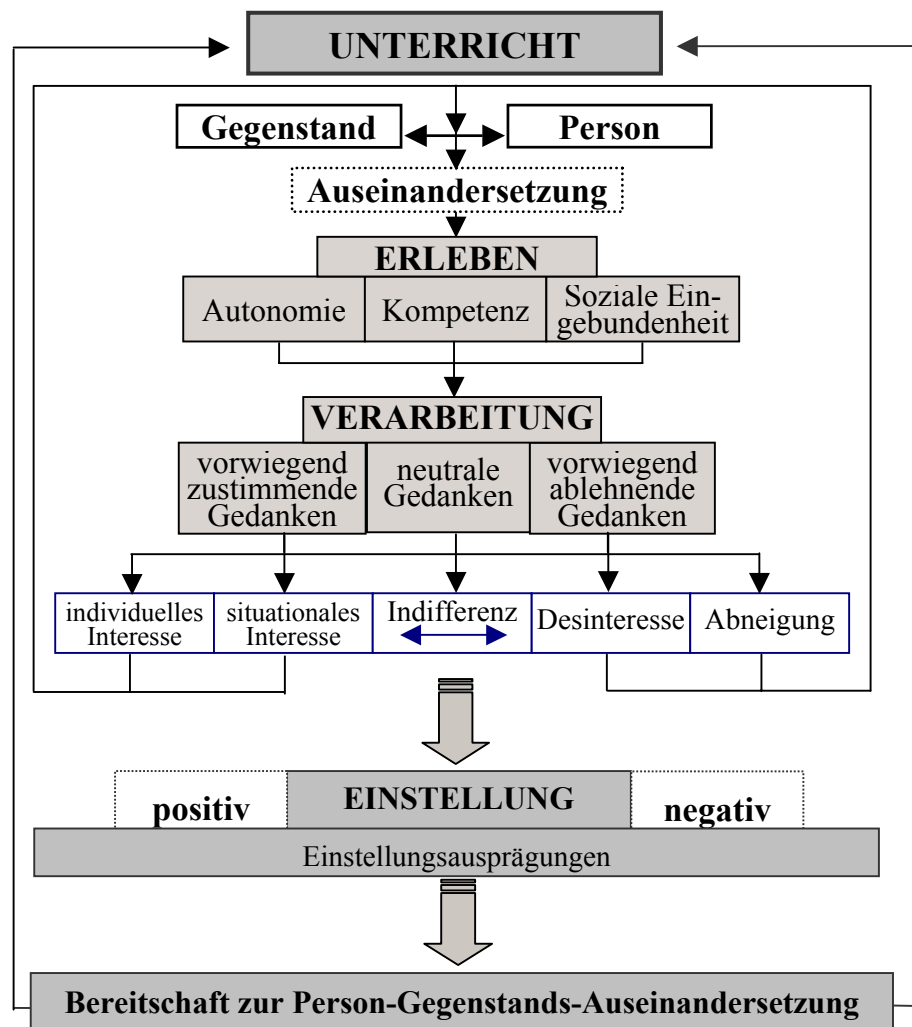 UNTERRICHT
Gegenstand
Person
Auseinandersetzung
ERLEBEN
Autonomie
Kompetenz
Soziale Ein-
gebundenheit
VERARBEITUNG
vorwiegend
zustimmende
Gedanken
neutrale
Gedanken
vorwiegend
ablehnende
Gedanken
individuelles
Interesse
situationales
Interesse
Indifferenz
Desinteresse
Abneigung
positiv
EINSTELLUNG
negativ
Einstellungsausprägungen
Bereitschaft zur Person-Gegenstands-Auseinandersetzung